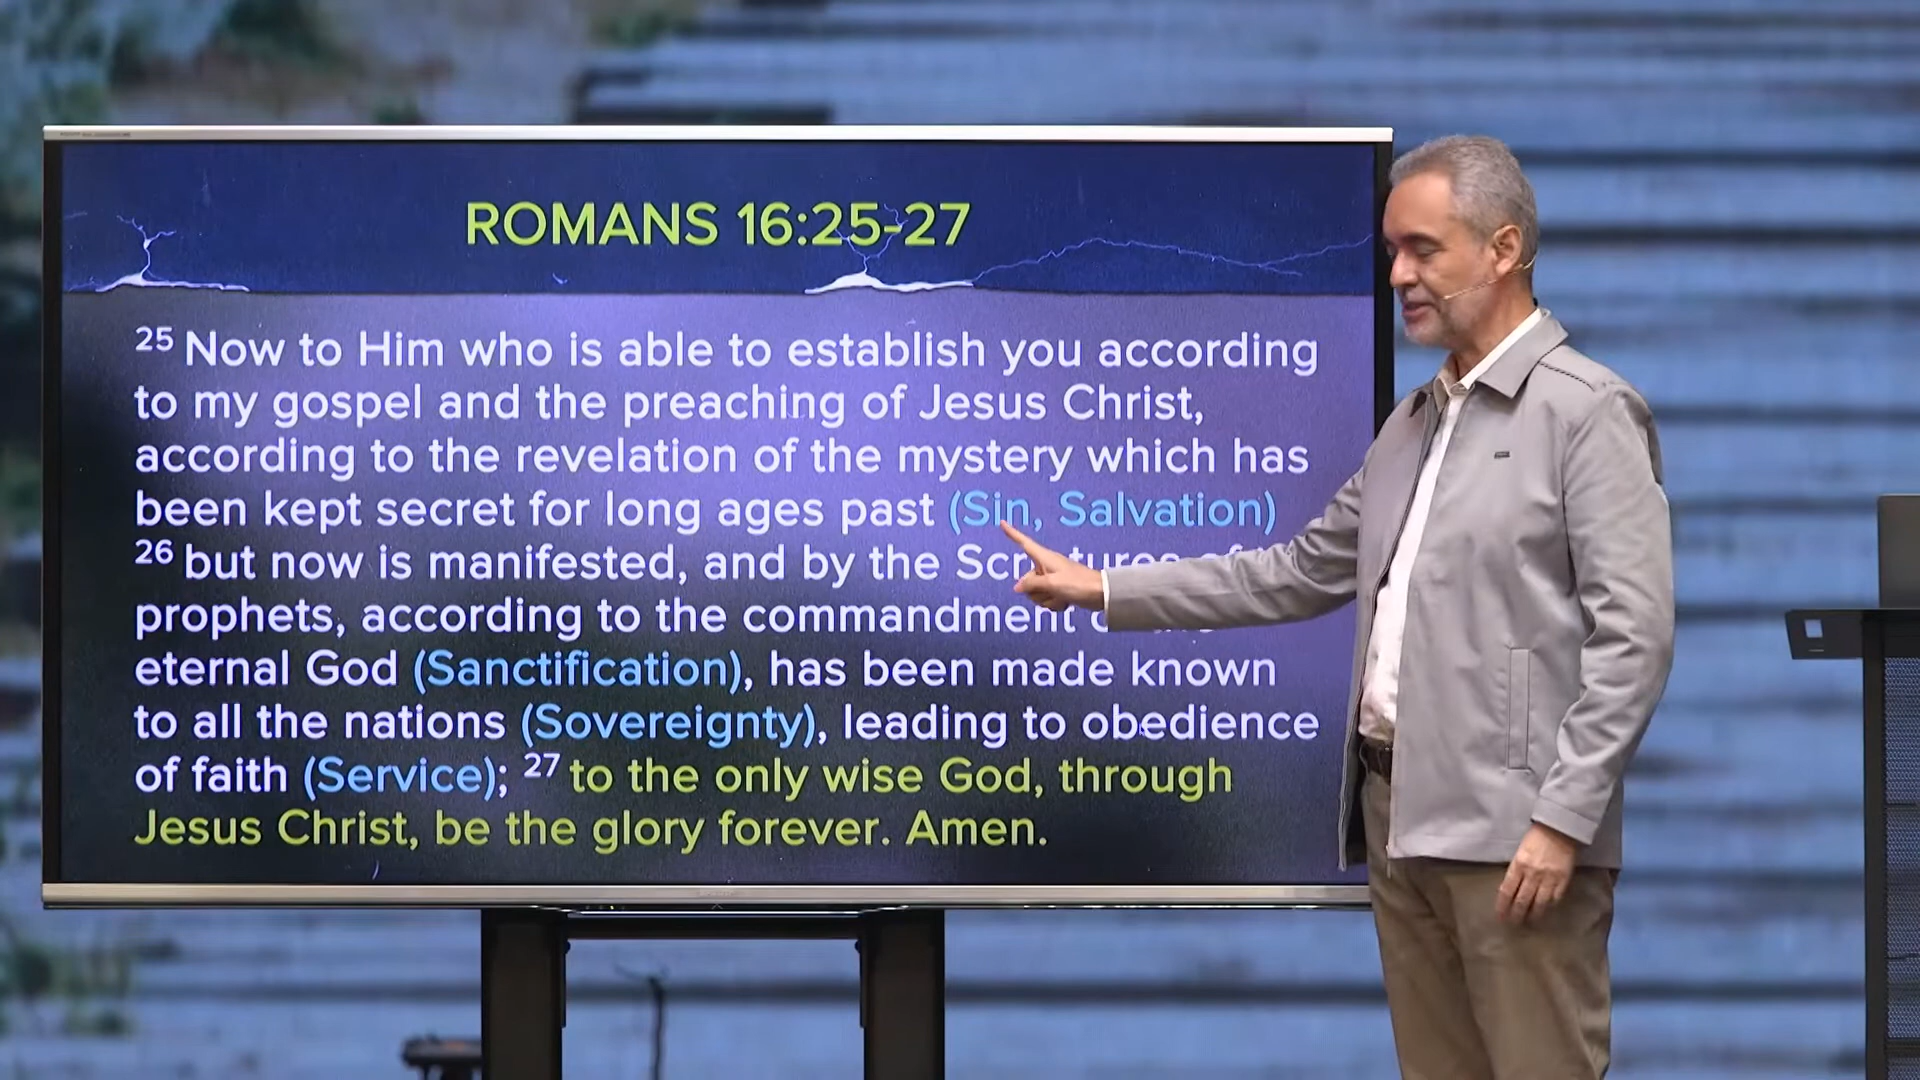 ROMANS 16:25-27
25 Now to Him who is able to establish you according
to my gospel and the preaching of Jesus Christ,
according to the revelation of the mystery which has
been kept secret for long ages past (Sin, Salvation)
26 but now is manifested, and by the
prophets, according to the commandment
eternal God (Sanctification), has been made known
to all the nations (Sovereignty), leading to obedience
of faith (Service); 27 to the only wise God, through
Jesus Christ, be the glory forever. Amen.